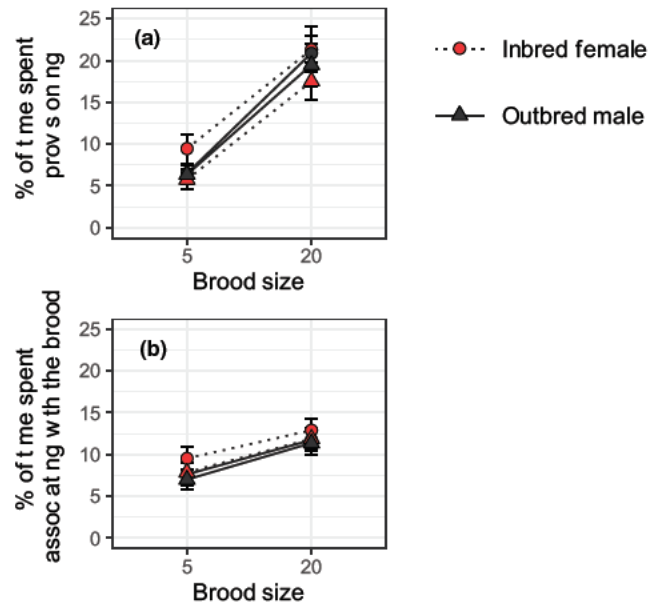 (a)
% of t me spent
prov s on ng
25
20
15
10
5
0
5 20
Brood size
Inbred female
Outbred male
(b)
% of t me spent
assoc at ng w th the brood
25
20
15
10
5
0
5 20
Brood size